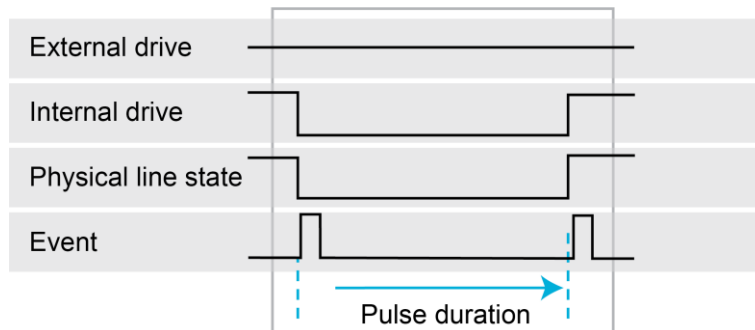 External drive
Internal drive
Physical line state
Event
Pulse duration